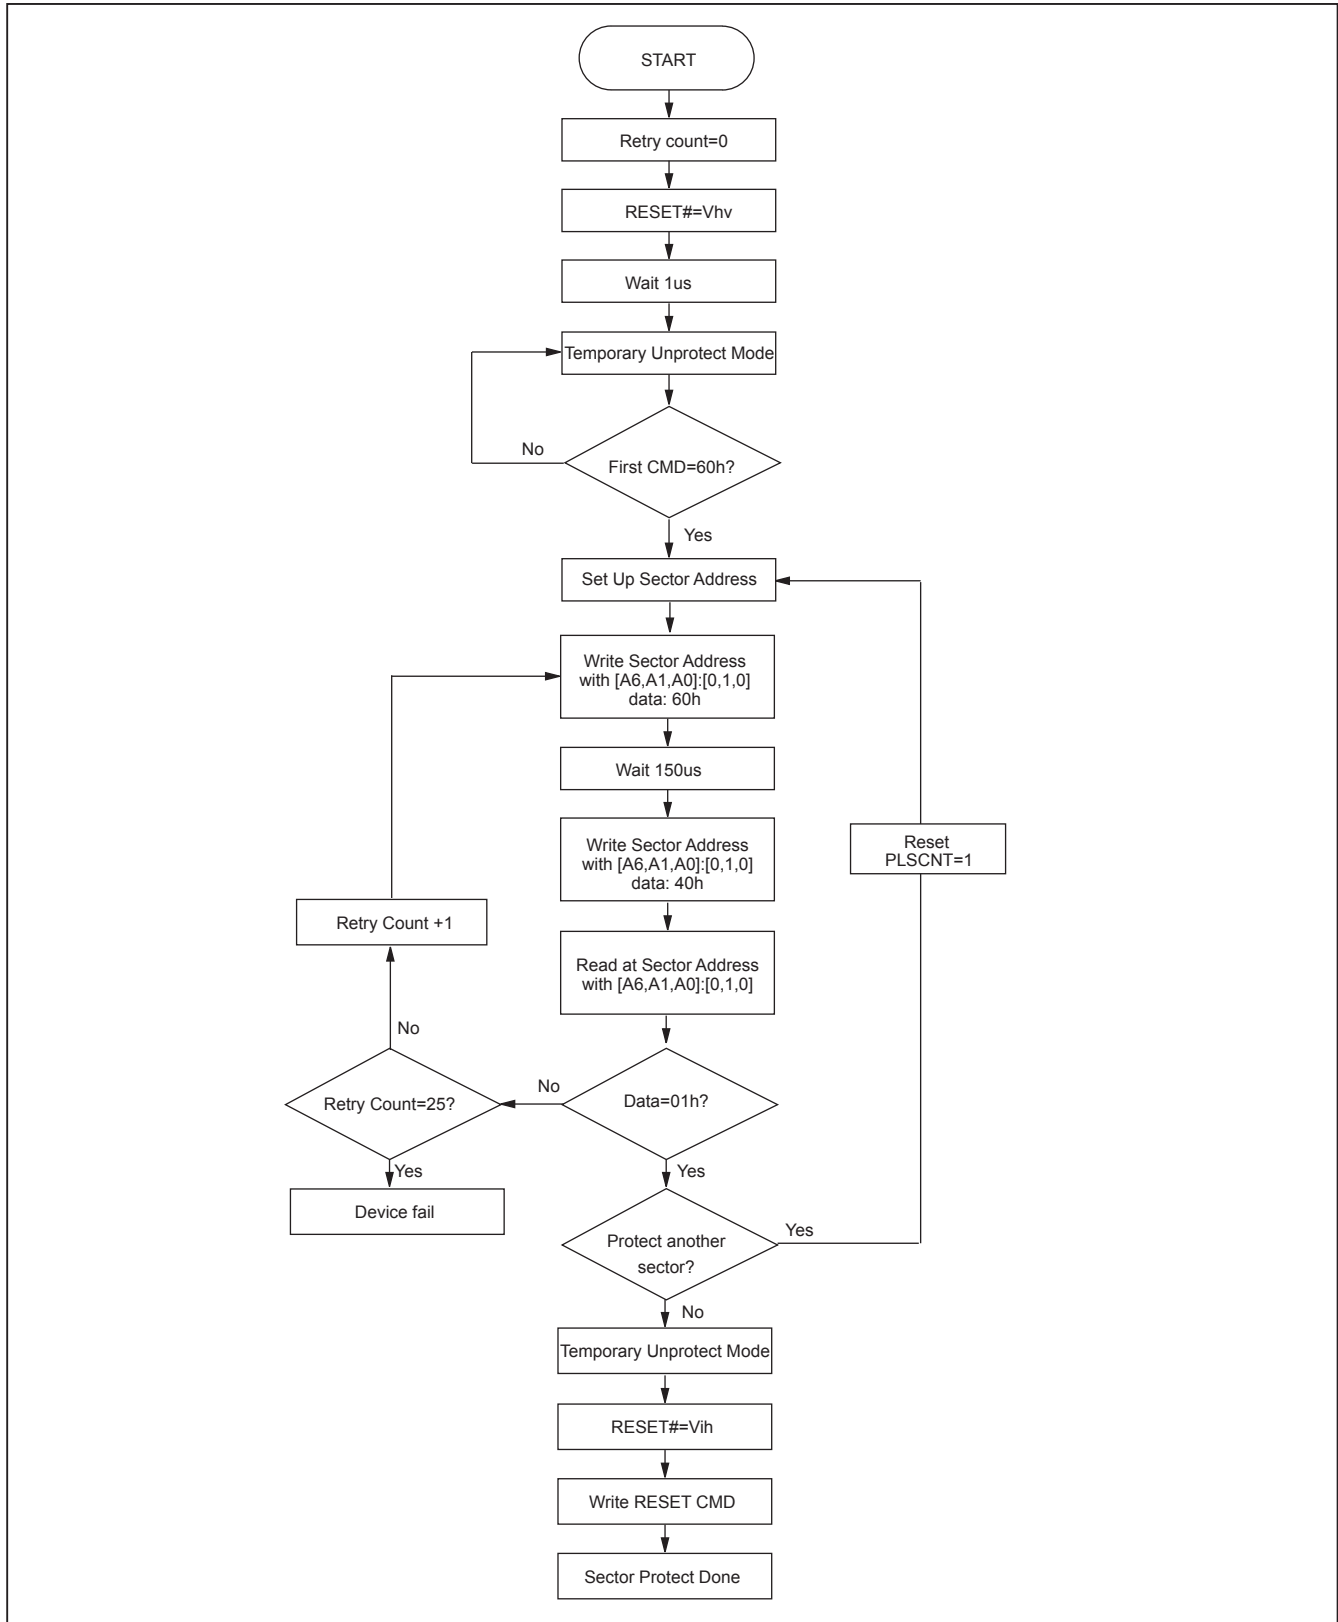 START
Retry count=0
RESET#=Vhv
Wait 1us
Temporary Unprotect Mode
No
First CMD=60h?
Yes
Set Up Sector Address
Write Sector Address
with [A6,A1,A0]:[0,1,0]
data: 60h
Wait 150us
Write Sector Address
with [A6,A1,A0]:[0,1,0]
data: 40h
Reset
PLSCNT=1
Retry Count +1
Read at Sector Address
with [A6,A1,A0]:[0,1,0]
No
Retry Count=25?
No
Data=01h?
Yes
Device fail
Yes
Protect another
sector?
Yes
No
Temporary Unprotect Mode
RESET#=Vih
Write RESET CMD
Sector Protect Done